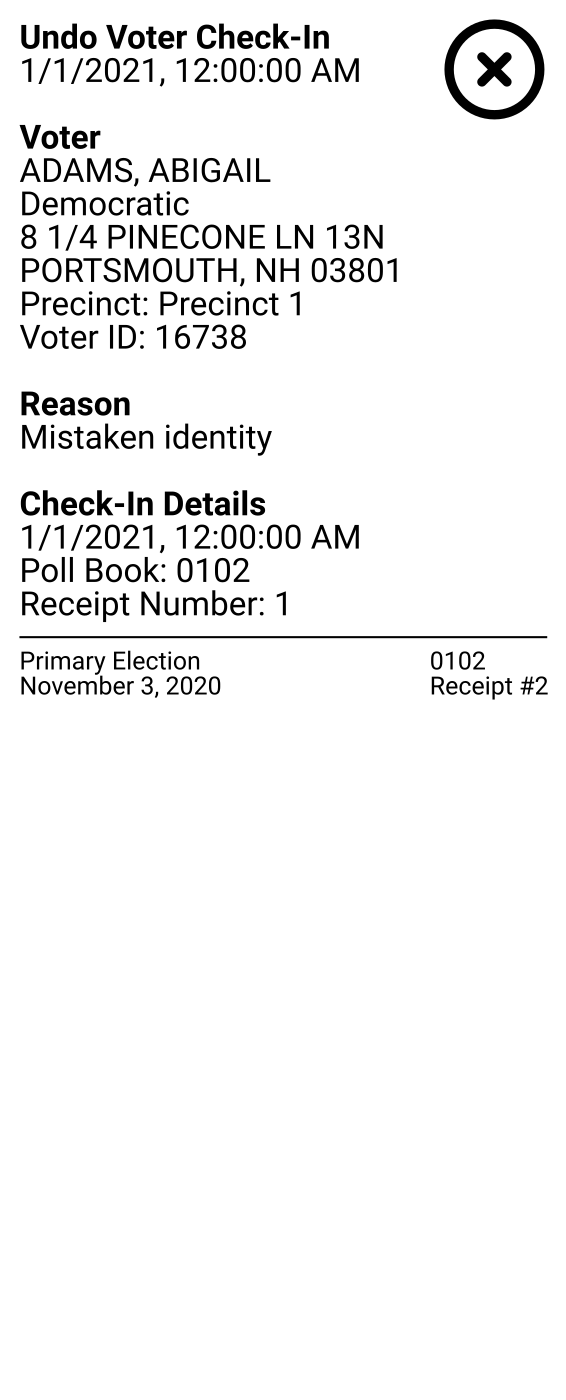 Undo Voter Check-In
1/1/2021, 12:00:00 AM
Voter
ADAMS, ABIGAIL
Democratic
8 1/4 PINECONE LN 13N
PORTSMOUTH, NH 03801
Precinct: Precinct 1
Voter ID: 16738
Reason
Mistaken identity
Check-In Details
1/1/2021, 12:00:00 AM
Poll Book: 0102
Receipt Number: 1
Primary Election 0102
November 3, 2020 Receipt #2